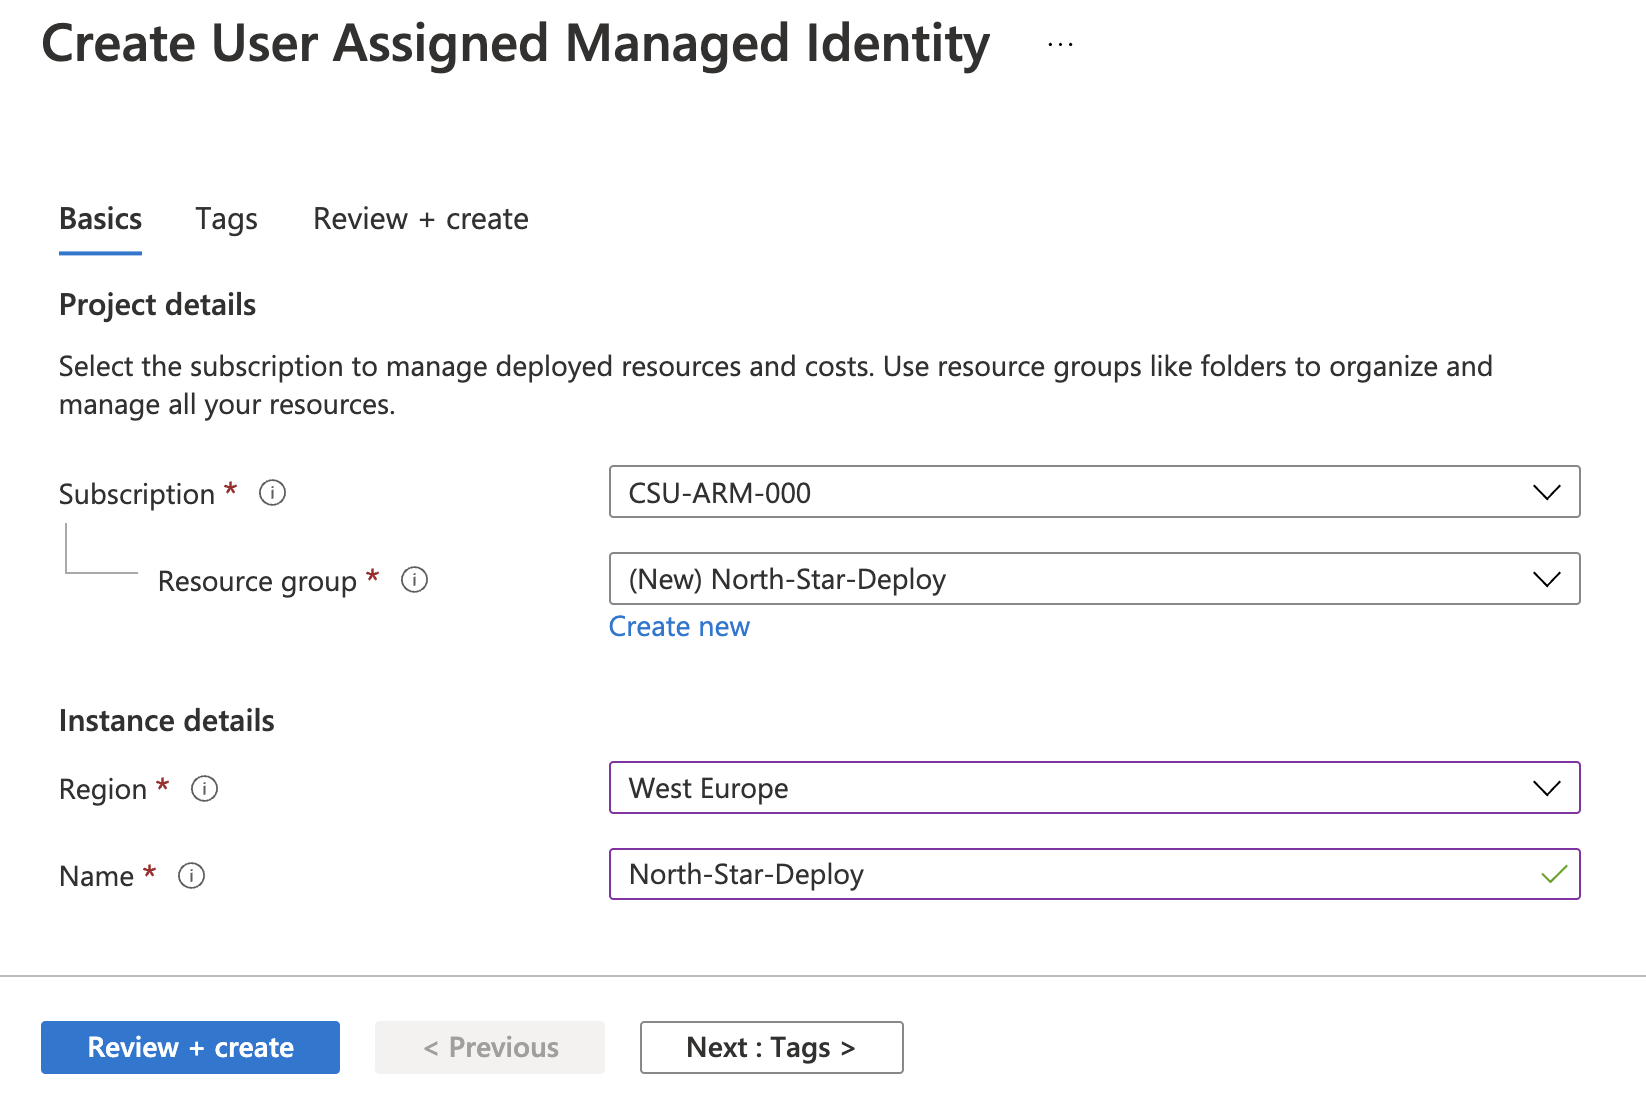 Create User Assigned Managed Identity ...
Basics Tags Review + create
Project details
Select the subscription to manage deployed resources and costs. Use resource groups like folders to organize and
manage all your resources.
Subscription * CSU-ARM-000
Resource group * (New) North-Star-Deploy
Create new
Instance details
Region * West Europe
Name * North-Star-Deploy
Review + create < Previous Next : Tags >